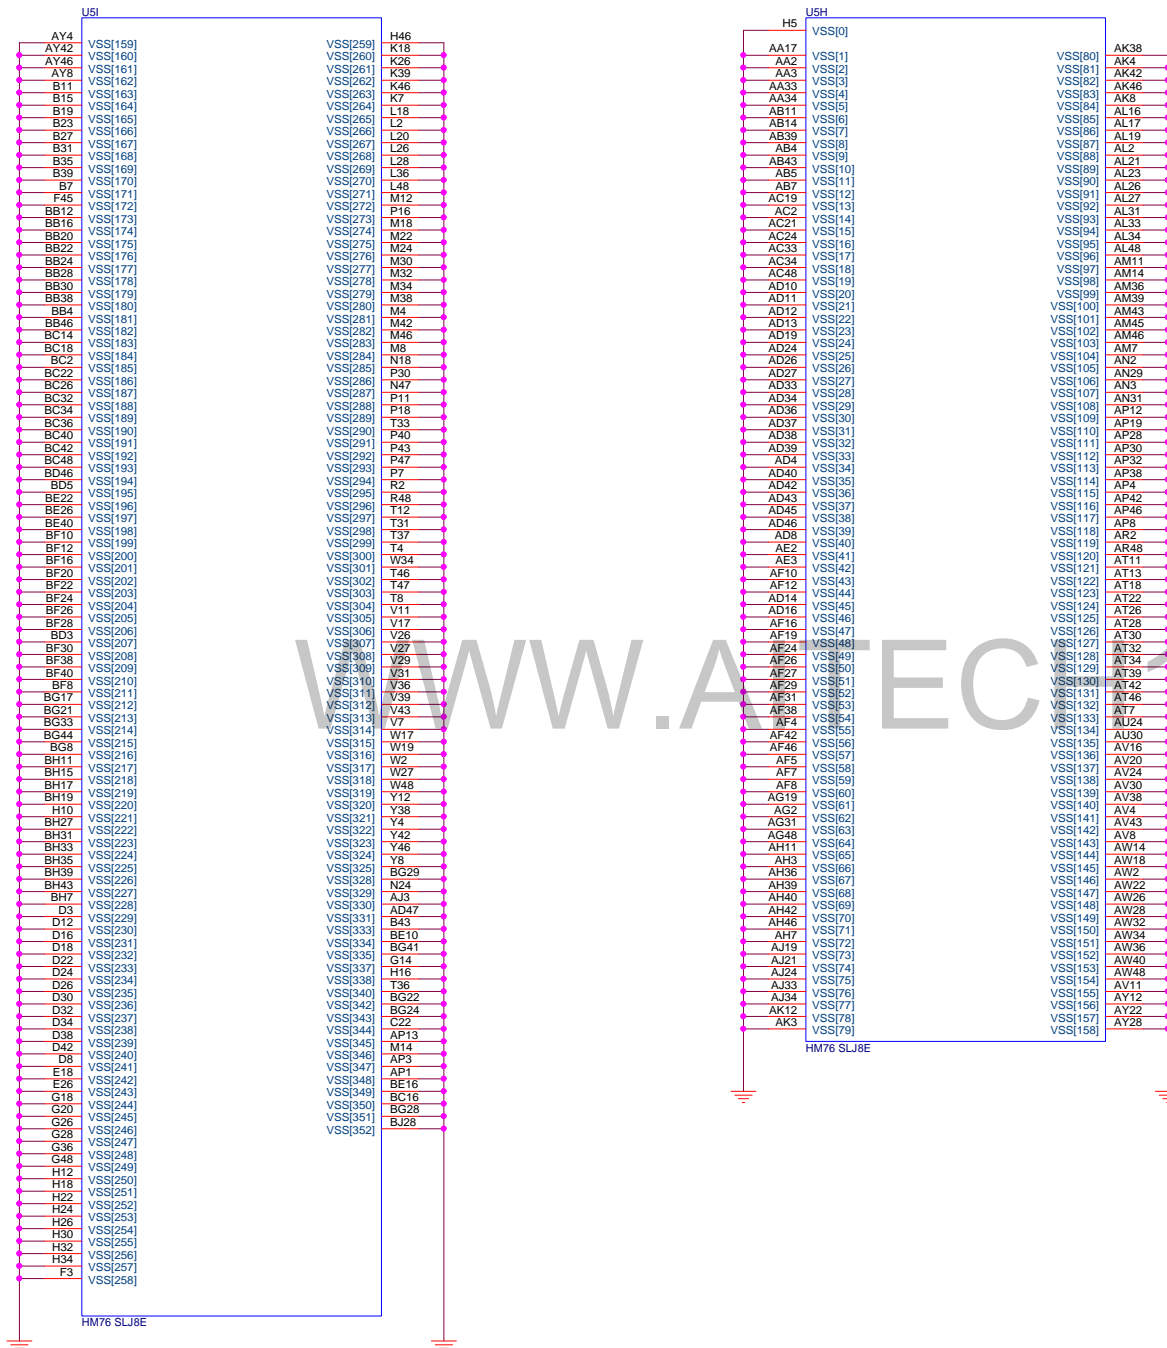 U5I
AY4 VSS[159] VSS[259] H46
AY42 VSS[160] VSS[260] K18
AY46 VSS[161] VSS[261] K26
AY8 VSS[162] VSS[262] K39
B11 VSS[163] VSS[263] K46
B15 VSS[164] VSS[264] K7
B19 VSS[165] VSS[265] L18
B23 VSS[166] VSS[266] L2
B27 VSS[167] VSS[267] L20
B31 VSS[168] VSS[268] L26
B35 VSS[169] VSS[269] L28
B39 VSS[170] VSS[270] L36
B7 VSS[171] VSS[271] L48
F45 VSS[172] VSS[272] M12
BB12 VSS[173] VSS[273] P16
BB16 VSS[174] VSS[274] M18
BB20 VSS[175] VSS[275] M22
BB22 VSS[176] VSS[276] M24
BB24 VSS[177] VSS[277] M30
BB28 VSS[178] VSS[278] M32
BB30 VSS[179] VSS[279] M34
BB38 VSS[180] VSS[280] M38
BB4 VSS[181] VSS[281] M4
BB46 VSS[182] VSS[282] M42
BC14 VSS[183] VSS[283] M46
BC18 VSS[184] VSS[284] M8
BC2 VSS[185] VSS[285] N18
BC22 VSS[186] VSS[286] P30
BC26 VSS[187] VSS[287] N47
BC32 VSS[188] VSS[288] P11
BC34 VSS[189] VSS[289] P18
BC36 VSS[190] VSS[290] T33
BC40 VSS[191] VSS[291] P40
BC42 VSS[192] VSS[292] P43
BC48 VSS[193] VSS[293] P47
BD46 VSS[194] VSS[294] P7
BD5 VSS[195] VSS[295] R2
BE22 VSS[196] VSS[296] R48
BE26 VSS[197] VSS[297] T12
BE40 VSS[198] VSS[298] T31
BF10 VSS[199] VSS[299] T37
BF12 VSS[200] VSS[300] T4
BF16 VSS[201] VSS[301] W34
BF20 VSS[202] VSS[302] T46
BF22 VSS[203] VSS[303] T47
BF24 VSS[204] VSS[304] T8
BF26 VSS[205] VSS[305] V11
BF28 VSS[206] VSS[306] V17
BD3 VSS[207] VSS[307] V26
BF30 VSS[208] VSS[308] V27
BF38 VSS[209] VSS[309] V29
BF40 VSS[210] VSS[310] V31
BF8 VSS[211] VSS[311] V36
BG17 VSS[212] VSS[312] V39
BG21 VSS[213] VSS[313] V43
BG33 VSS[214] VSS[314] V7
BG44 VSS[215] VSS[315] W17
BG8 VSS[216] VSS[316] W19
BH11 VSS[217] VSS[317] W2
BH15 VSS[218] VSS[318] W27
BH17 VSS[219] VSS[319] W48
BH19 VSS[220] VSS[320] Y12
H10 VSS[221] VSS[321] Y38
BH27 VSS[222] VSS[322] Y4
BH31 VSS[223] VSS[323] Y42
BH33 VSS[224] VSS[324] Y46
BH35 VSS[225] VSS[325] Y8
BH39 VSS[226] VSS[328] BG29
BH43 VSS[227] VSS[329] N24
BH7 VSS[228] VSS[330] AJ3
D3 VSS[229] VSS[331] AD47
D12 VSS[230] VSS[333] B43
D16 VSS[231] VSS[334] BE10
D18 VSS[232] VSS[335] BG41
D22 VSS[233] VSS[337] G14
D24 VSS[234] VSS[338] H16
D26 VSS[235] VSS[340] T36
D30 VSS[236] VSS[342] BG22
D32 VSS[237] VSS[343] BG24
D34 VSS[238] VSS[344] C22
D38 VSS[239] VSS[345] AP13
D42 VSS[240] VSS[346] M14
D8 VSS[241] VSS[347] AP3
E18 VSS[242] VSS[348] AP1
E26 VSS[243] VSS[349] BE16
G18 VSS[244] VSS[350] BC16
G20 VSS[245] VSS[351] BG28
G26 VSS[246] VSS[352] BJ28
G28 VSS[247]
G36 VSS[248]
G48 VSS[249]
H12 VSS[250]
H18 VSS[251]
H22 VSS[252]
H24 VSS[253]
H26 VSS[254]
H30 VSS[255]
H32 VSS[256]
H34 VSS[257]
F3 VSS[258]
HM76 SLJ8E
U5H
H5 VSS[0]
AA17 VSS[1] VSS[80] AK38
AA2 VSS[2] VSS[81] AK4
AA3 VSS[3] VSS[82] AK42
AA33 VSS[4] VSS[83] AK46
AA34 VSS[5] VSS[84] AK8
AB11 VSS[6] VSS[85] AL16
AB14 VSS[7] VSS[86] AL17
AB39 VSS[8] VSS[87] AL19
AB4 VSS[9] VSS[88] AL2
AB43 VSS[10] VSS[89] AL21
AB5 VSS[11] VSS[90] AL23
AB7 VSS[12] VSS[91] AL26
AC19 VSS[13] VSS[92] AL27
AC2 VSS[14] VSS[93] AL31
AC21 VSS[15] VSS[94] AL33
AC24 VSS[16] VSS[95] AL34
AC33 VSS[17] VSS[96] AL48
AC34 VSS[18] VSS[97] AM11
AC48 VSS[19] VSS[98] AM14
AD10 VSS[20] VSS[99] AM36
AD11 VSS[21] VSS[100] AM39
AD12 VSS[22] VSS[101] AM43
AD13 VSS[23] VSS[102] AM45
AD19 VSS[24] VSS[103] AM46
AD24 VSS[25] VSS[104] AM7
AD26 VSS[26] VSS[105] AN2
AD27 VSS[27] VSS[106] AN29
AD33 VSS[28] VSS[107] AN3
AD34 VSS[29] VSS[108] AN31
AD36 VSS[30] VSS[109] AP12
AD37 VSS[31] VSS[110] AP19
AD38 VSS[32] VSS[111] AP28
AD39 VSS[33] VSS[112] AP30
AD4 VSS[34] VSS[113] AP32
AD40 VSS[35] VSS[114] AP38
AD42 VSS[36] VSS[115] AP4
AD43 VSS[37] VSS[116] AP42
AD45 VSS[38] VSS[117] AP46
AD46 VSS[39] VSS[118] AP8
AD8 VSS[40] VSS[119] AR2
AE2 VSS[41] VSS[120] AR48
AE3 VSS[42] VSS[121] AT11
AF10 VSS[43] VSS[122] AT13
AF12 VSS[44] VSS[123] AT18
AD14 VSS[45] VSS[124] AT22
AD16 VSS[46] VSS[125] AT26
AF16 VSS[47] VSS[126] AT28
AF19 VSS[48] VSS[127] AT30
AF24 VSS[49] VSS[128] AT32
AF26 VSS[50] VSS[129] AT34
AF27 VSS[51] VSS[130] AT39
AF29 VSS[52] VSS[131] AT42
AF31 VSS[53] VSS[132] AT46
AF38 VSS[54] VSS[133] AT7
AF4 VSS[55] VSS[134] AU24
AF42 VSS[56] VSS[135] AU30
AF46 VSS[57] VSS[136] AV16
AF5 VSS[58] VSS[137] AV20
AF7 VSS[59] VSS[138] AV24
AF8 VSS[60] VSS[139] AV30
AG19 VSS[61] VSS[140] AV38
AG2 VSS[62] VSS[141] AV4
AG31 VSS[63] VSS[142] AV43
AG48 VSS[64] VSS[143] AV8
AH11 VSS[65] VSS[144] AW14
AH3 VSS[66] VSS[145] AW18
AH36 VSS[67] VSS[146] AW2
AH39 VSS[68] VSS[147] AW22
AH40 VSS[69] VSS[148] AW26
AH42 VSS[70] VSS[149] AW28
AH46 VSS[71] VSS[150] AW32
AH7 VSS[72] VSS[151] AW34
AJ19 VSS[73] VSS[152] AW36
AJ21 VSS[74] VSS[153] AW40
AJ24 VSS[75] VSS[154] AW48
AJ33 VSS[76] VSS[155] AV11
AJ34 VSS[77] VSS[156] AY12
AK12 VSS[78] VSS[157] AY22
AK3 VSS[79] VSS[158] AY28
HM76 SLJ8E